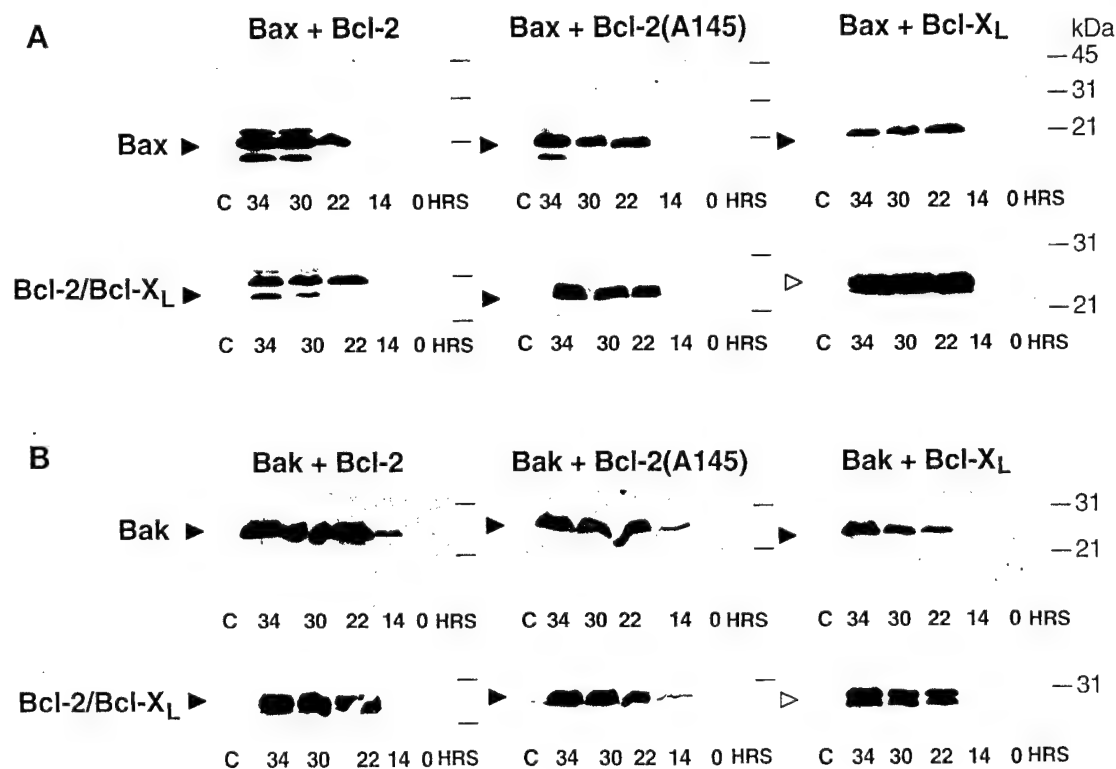 A
Bax + Bcl-2 Bax + Bcl-2(A145) Bax + Bcl-XL kDa
45
31
Bax 21
C 34 30 22 14 0 HRS C 34 30 22 14 0 HRS C 34 30 22 14 0 HRS
31
Bcl-2/Bcl-XL
21
C 34 30 22 14 0 HRS C 34 30 22 14 0 HRS C 34 30 22 14 0 HRS
B
Bak + Bcl-2 Bak + Bcl-2(A145) Bak + Bcl-XL
31
Bak
21
C 34 30 22 14 0 HRS C 34 30 22 14 0 HRS C 34 30 22 14 0 HRS
31
Bcl-2/Bcl-XL
C 34 30 22 14 0 HRS C 34 30 22 14 0 HRS C 34 30 22 14 0 HRS